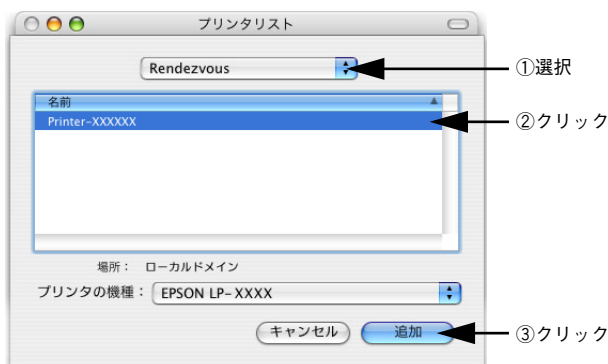 プリンタリスト
Rendezvous
①選択
名前
Printer-XXXXXX
②クリック
場所： ローカルドメイン
プリンタの機種： EPSON LP-XXXX
キャンセル 追加
③クリック